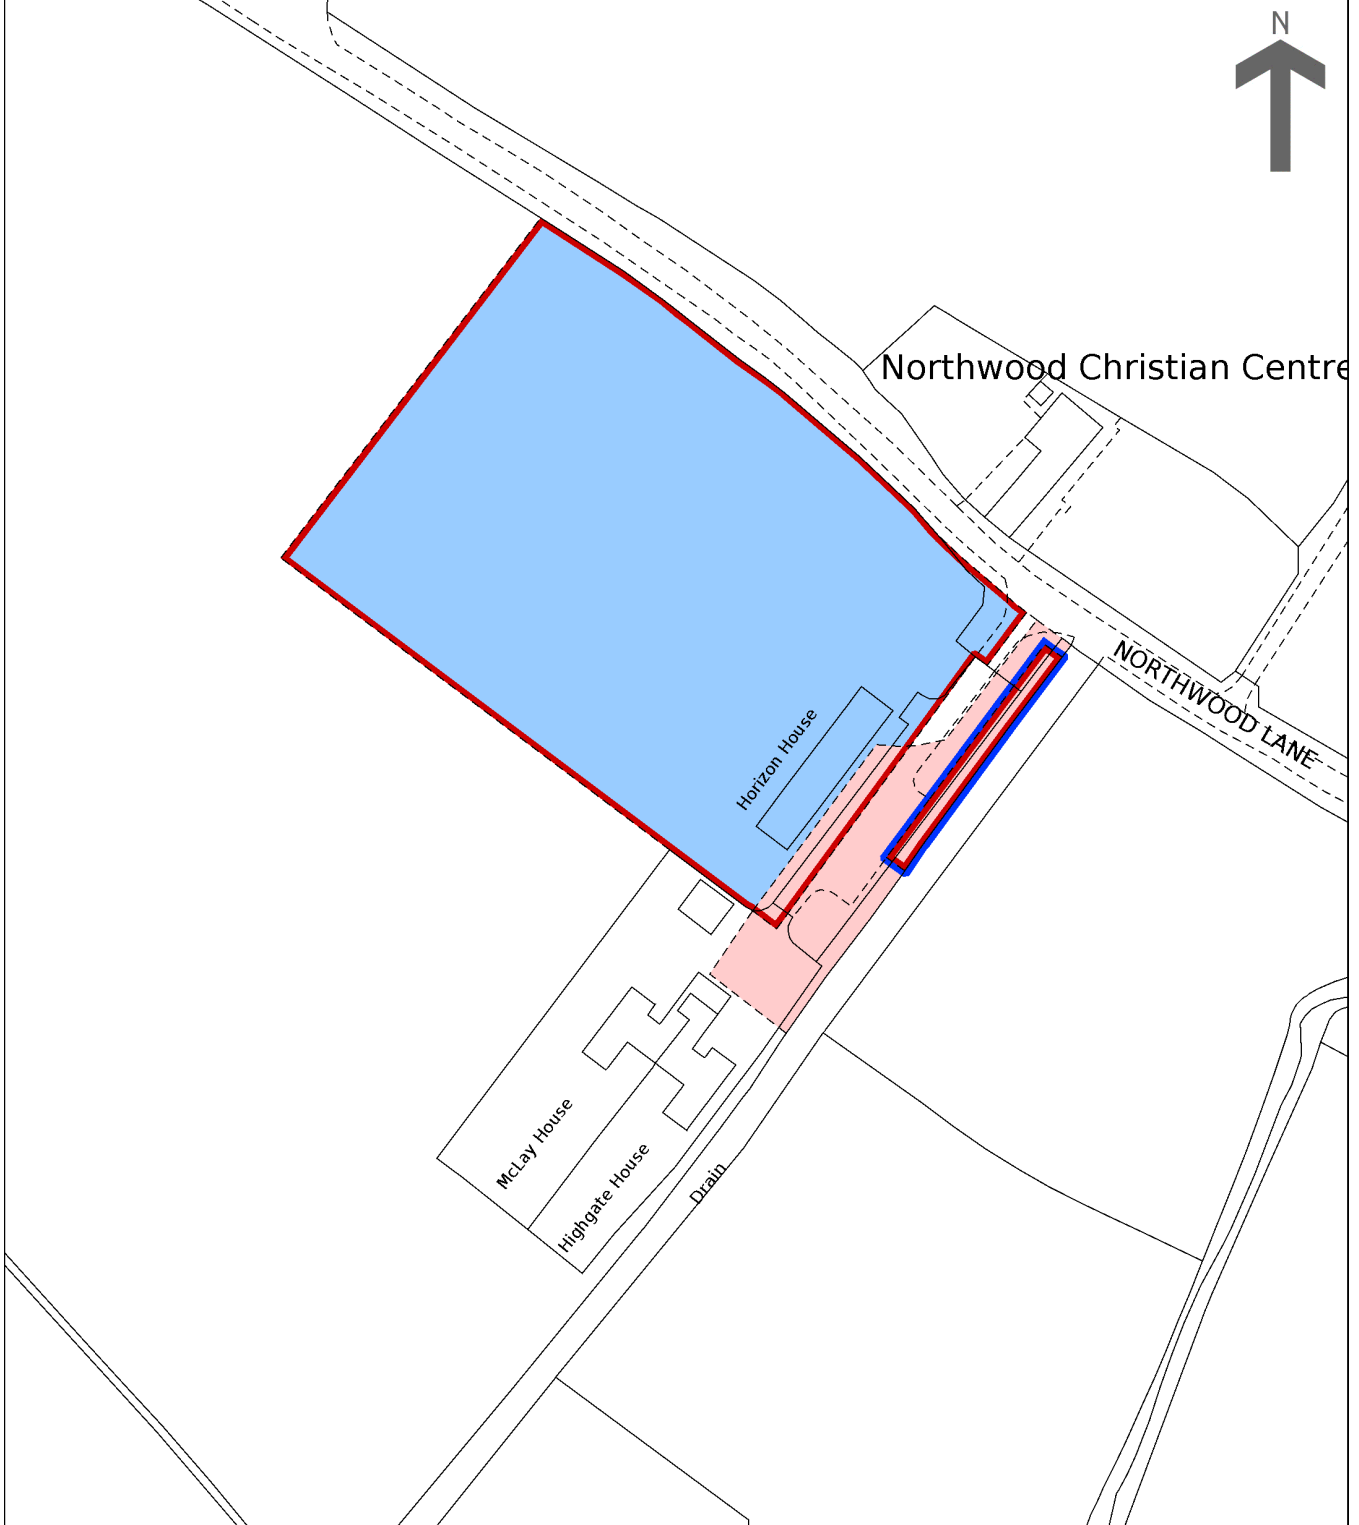 N
Northwood Christian Centre
NORTHWOOD LANE
Horizon House
McLay House
Highgate House
Drain